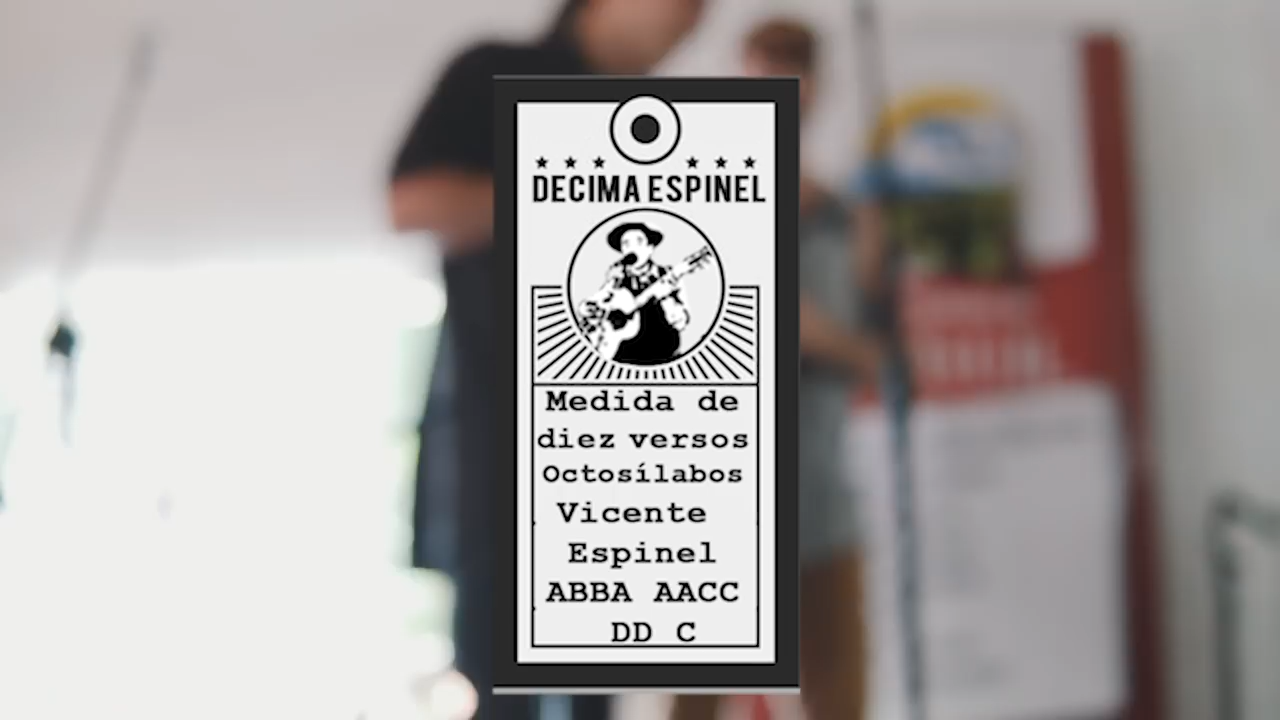 DECIMA ESPINEL
Medida de
diez versos
Octosílabos
Vicente
Espinel
ABBA AACC
DD C